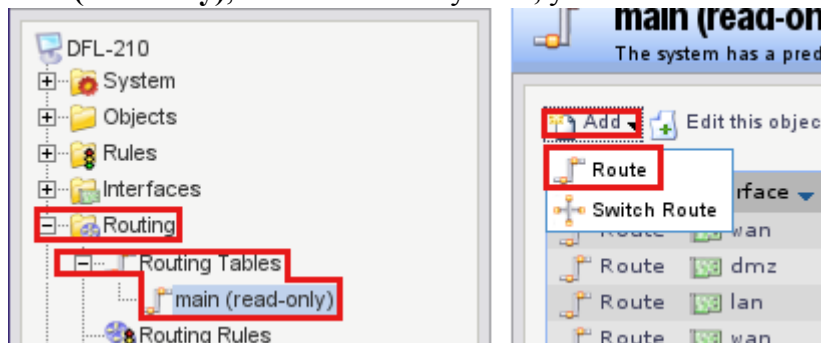 DFL-210
System
Objects
Rules
Interfaces
Routing
Routing Tables
main (read-only)
Routing Rules
main (read-on
The system has a pred
Add Edit this objec
Route
Switch Route
rface
Route wan
Route dmz
Route lan
Route wan